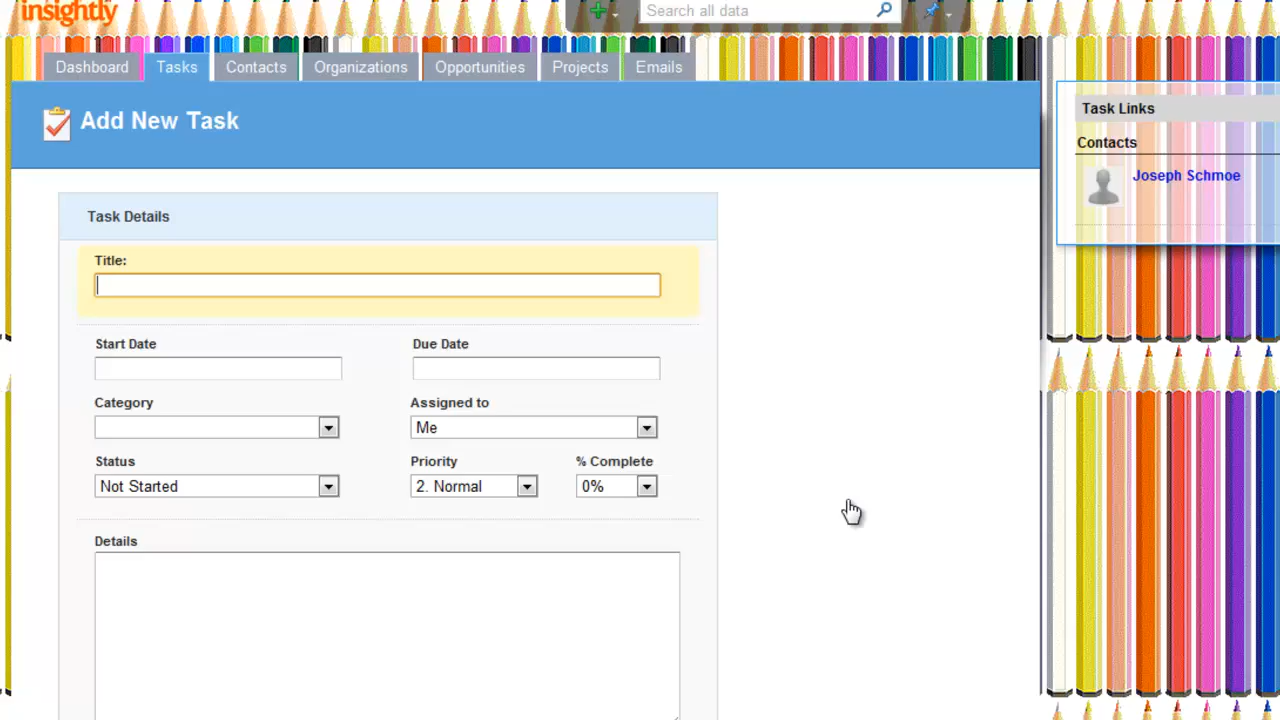 insightly
Search all data
Dashboard Tasks Contacts Organizations Opportunities Projects Emails
Add New Task
Task Links
Contacts
Joseph Schmoe
Task Details
Title:
Start Date Due Date
Category Assigned to
Me
Status Priority % Complete
Not Started 2. Normal 0%
Details